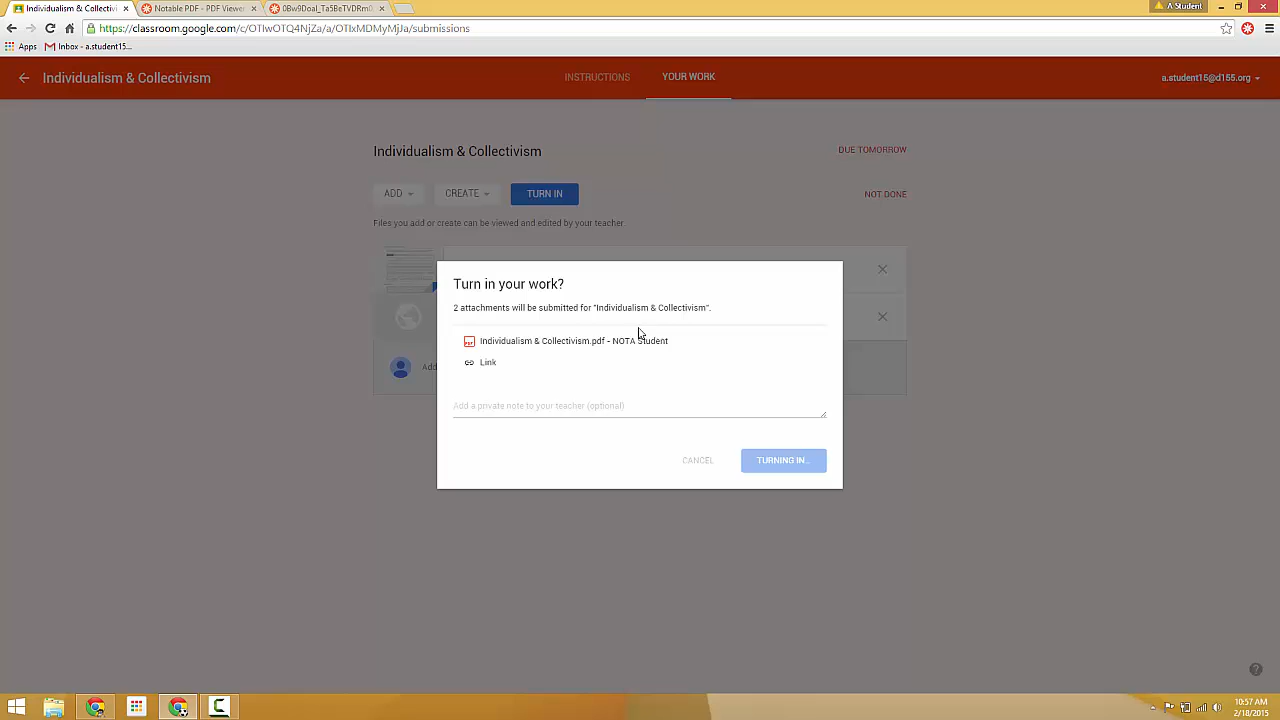 Individualism & Collectivi
Notable PDF - PDF Viewer
0Bw9Doal_Ta5BeTVDRm0
A Student
https://classroom.google.com/c/OTIwOTQ4NjZa/a/OTIxMDMyMjJa/submissions
Apps
Inbox - a.student15...
Individualism & Collectivism
INSTRUCTIONS
YOUR WORK
a.student15@d155.org
Individualism & Collectivism
DUE TOMORROW
ADD
CREATE
TURN IN
NOT DONE
Files you add or create can be viewed and edited by your teacher.
Turn in your work?
2 attachments will be submitted for "Individualism & Collectivism".
PDF
Individualism & Collectivism.pdf - NOTA Student
Link
Add
Add a private note to your teacher (optional)
CANCEL
TURNING IN...
10:57 AM
2/18/2015